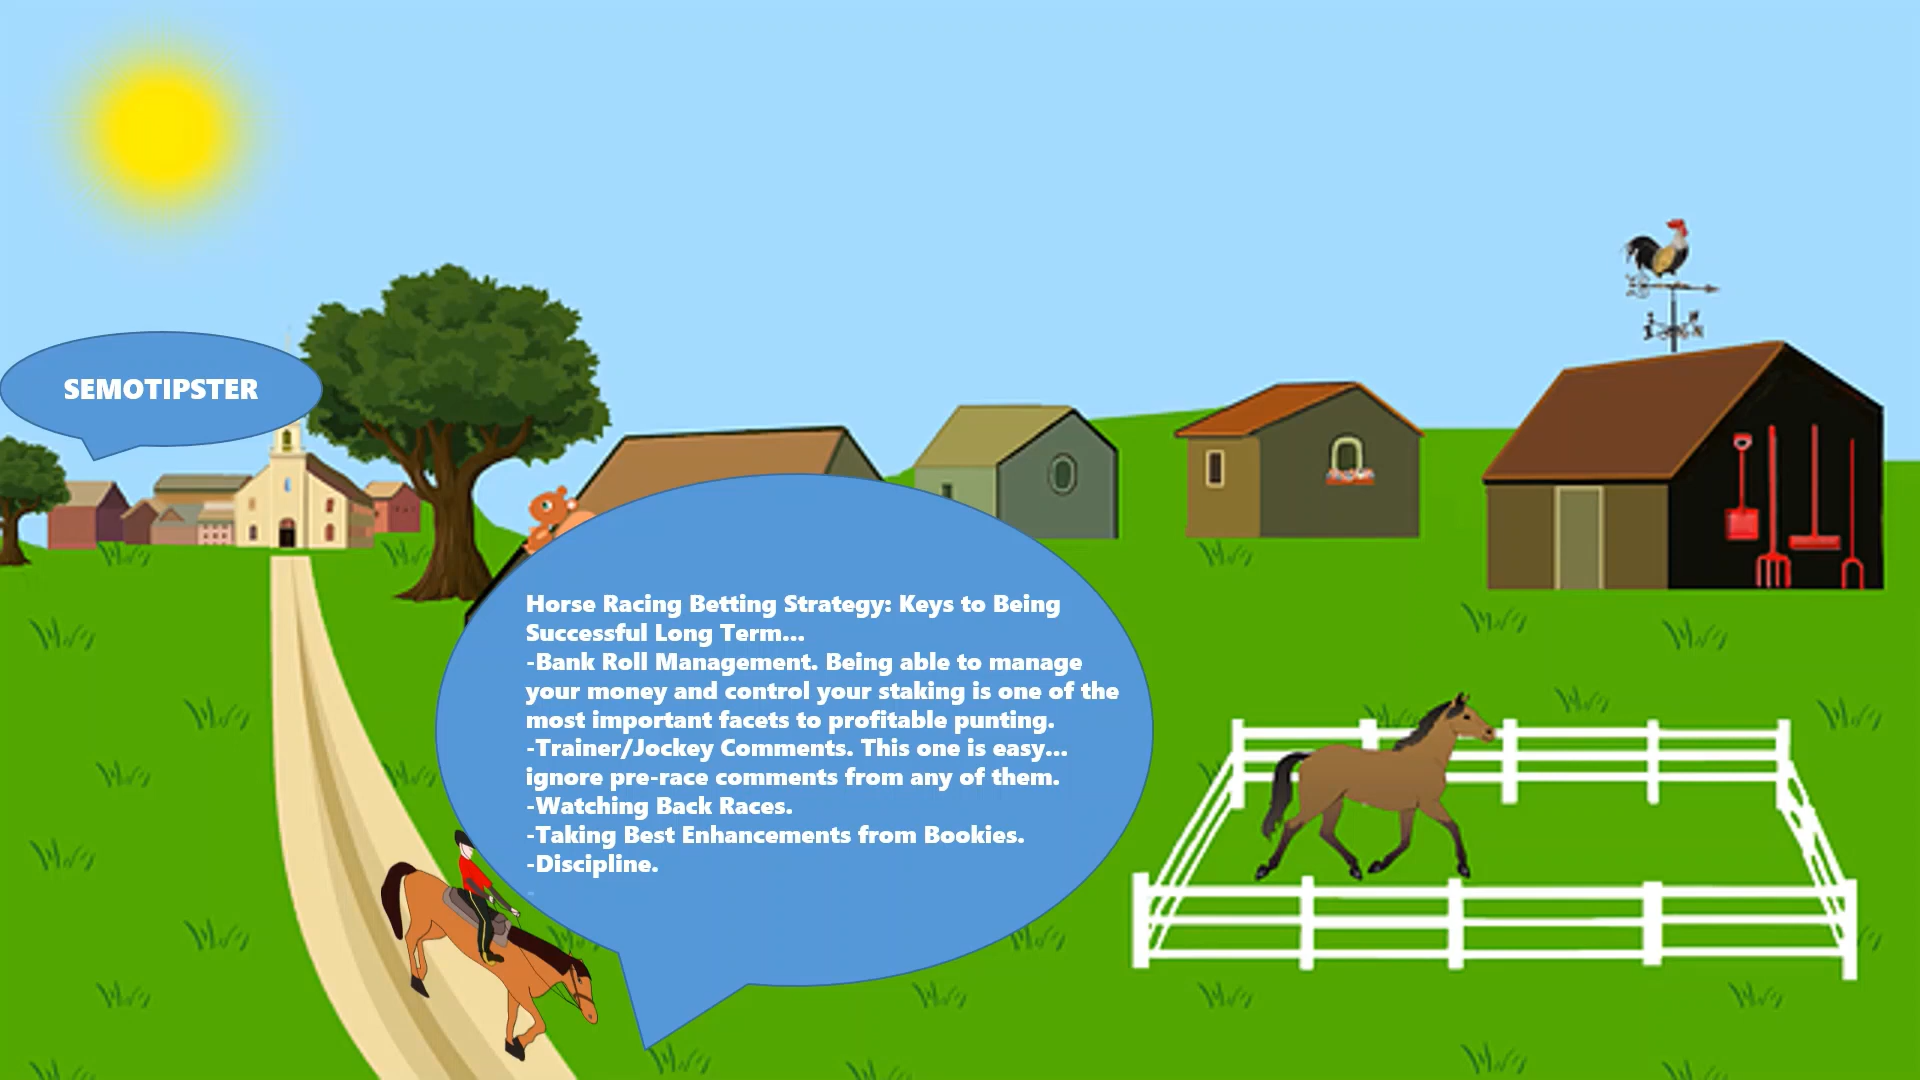 SEMOTIPSTER
Horse Racing Betting Strategy: Keys to Being
Successful Long Term...
-Bank Roll Management. Being able to manage
your money and control your staking is one of the
most important facets to profitable punting.
-Trainer/Jockey Comments. This one is easy...
ignore pre-race comments from any of them.
-Watching Back Races.
-Taking Best Enhancements from Bookies.
-Discipline.